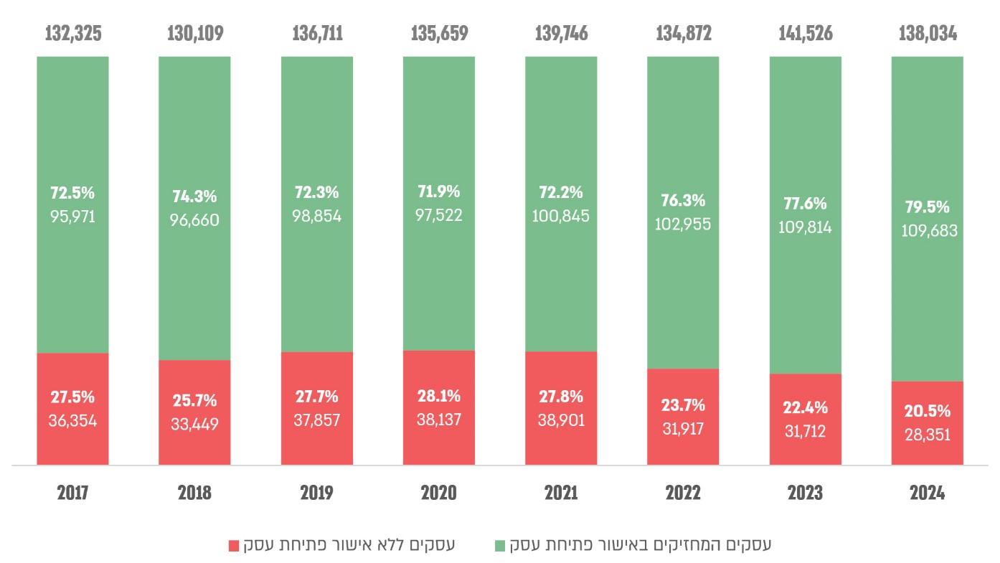 132,325 130,109 136,711 135,659 139,746 134,872 141,526 138,034
72.5% 74.3% 72.3% 71.9% 72.2% 76.3% 77.6% 79.5%
95,971 96,660 98,854 97,522 100,845 102,955 109,814 109,683
27.5% 25.7% 27.7% 28.1% 27.8% 23.7% 22.4% 20.5%
36,354 33,449 37,857 38,137 38,901 31,917 31,712 28,351
2017 2018 2019 2020 2021 2022 2023 2024
עסקים המחזיקים באישור פתיחת עסק עסקים ללא אישור פתיחת עסק